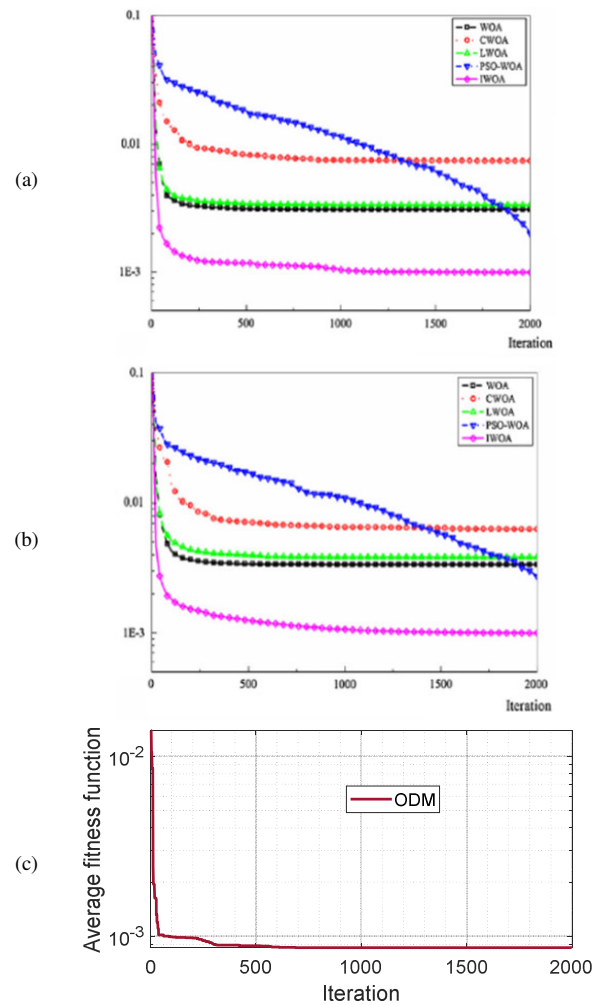 0.1
WOA
CWOA
LWOA
PSO-WOA
IWOA
0.01
(a)
1E-3
0 500 1000 1500 2000
Iteration
0.1
WOA
CWOA
LWOA
PSO-WOA
IWOA
0.01
(b)
1E-3
0 500 1000 1500 2000
Iteration
Average fitness function
10⁻²
ODM
(c)
10⁻³
0 500 1000 1500 2000
Iteration